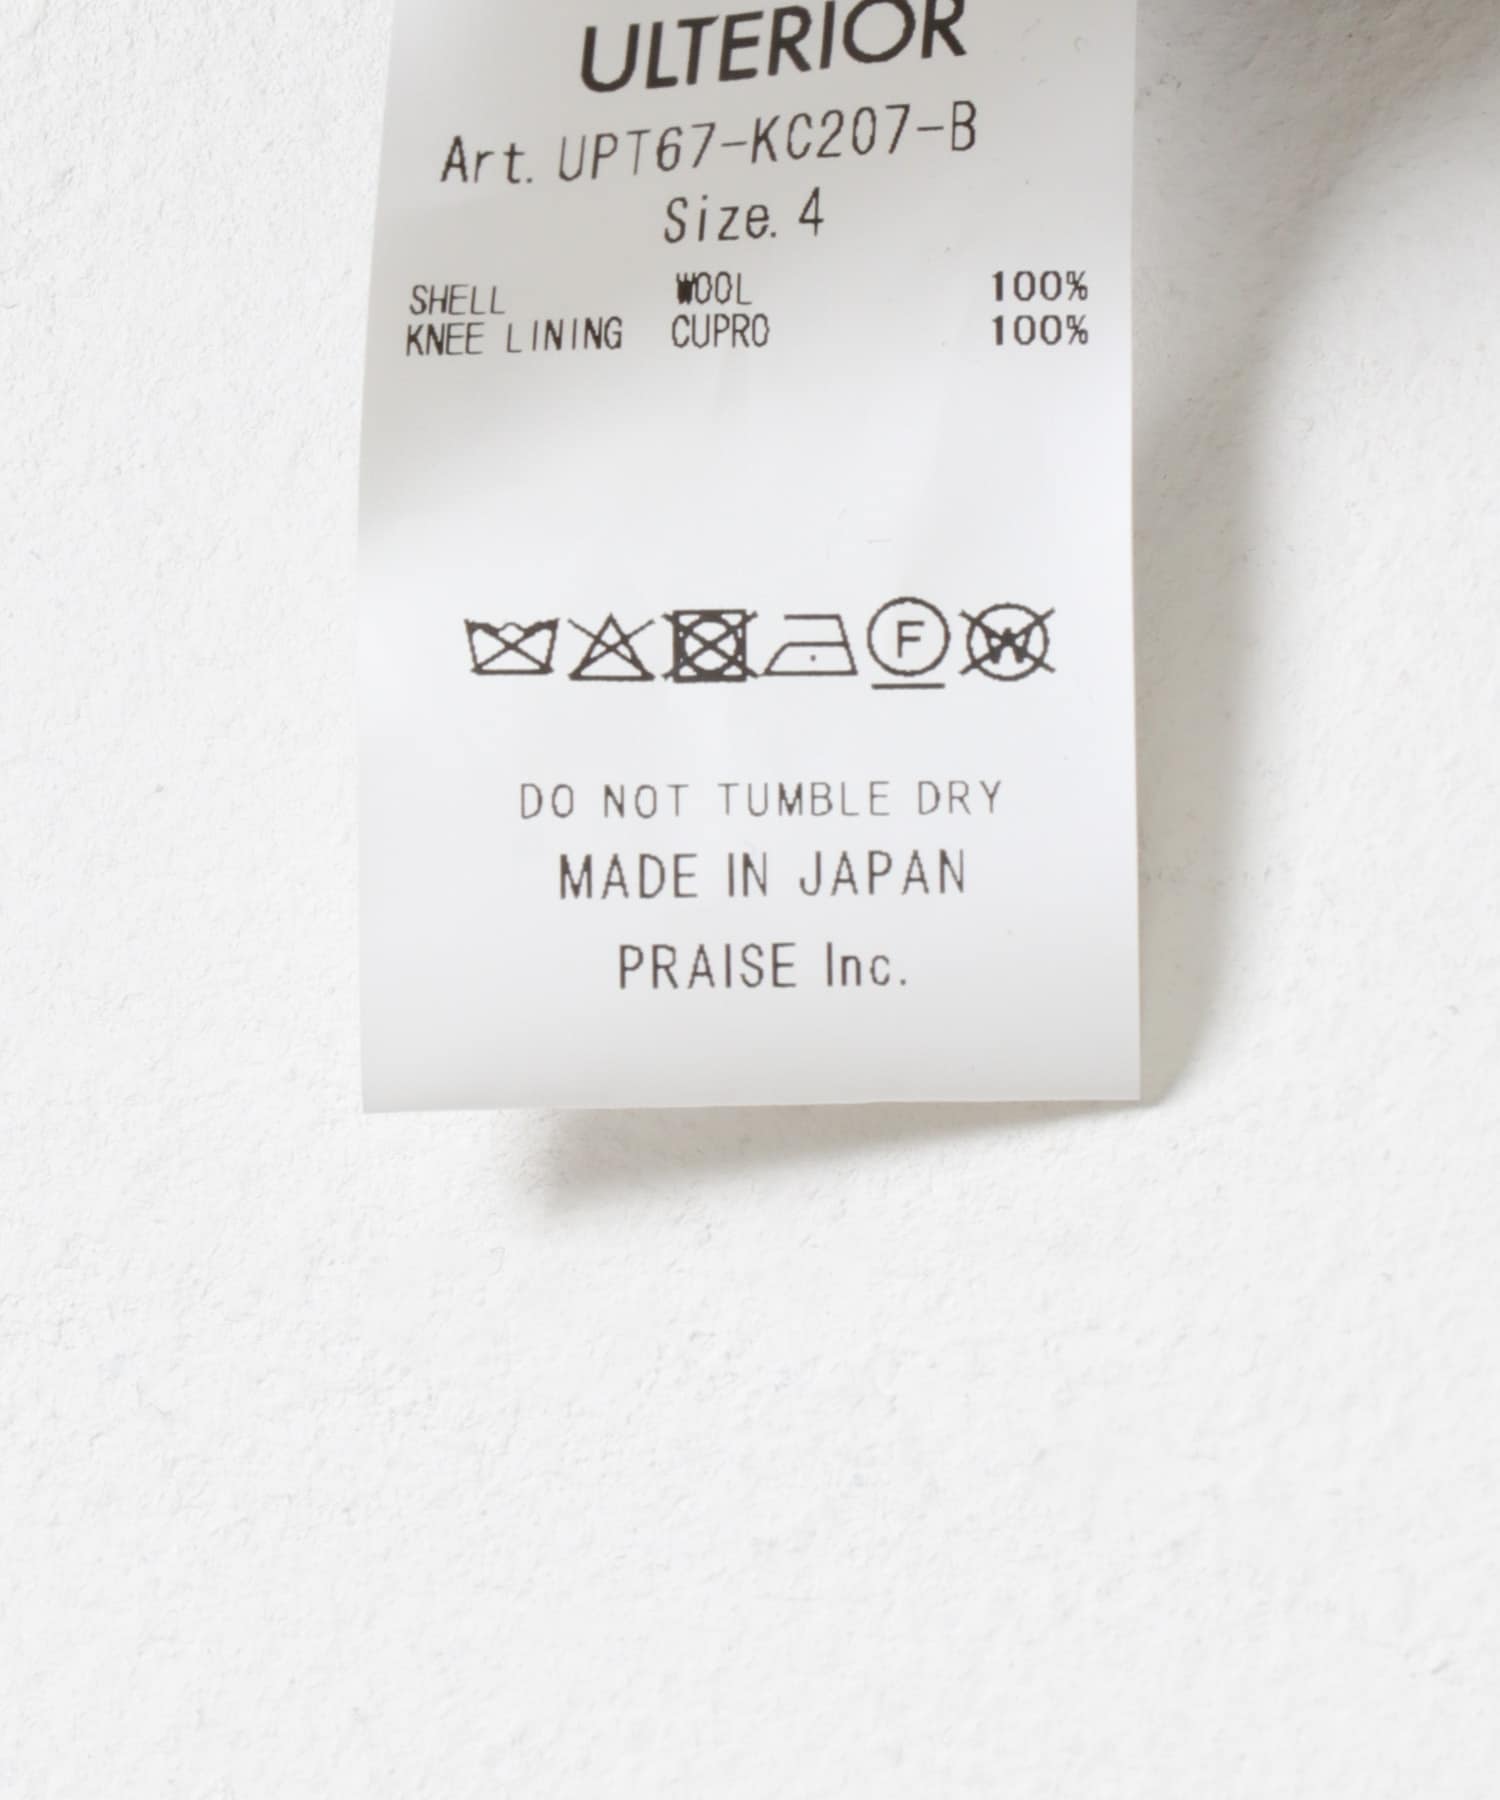 ULTERIOR
Art. UPT67-KC207-B
Size. 4
SHELL WOOL 100%
KNEE LINING CUPRO 100%
F W
DO NOT TUMBLE DRY
MADE IN JAPAN
PRAISE Inc.